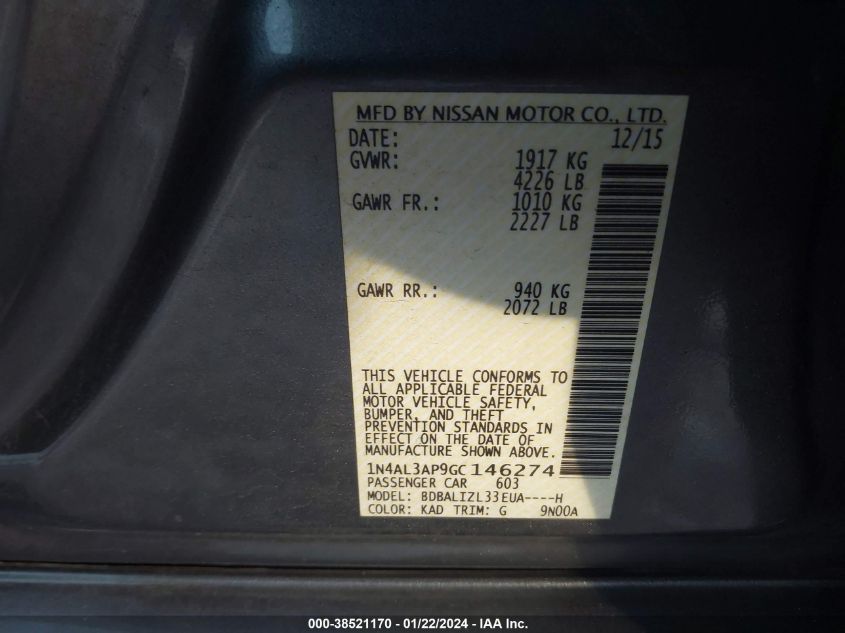 MFD BY NISSAN MOTOR CO., LTD.
DATE: 12/15
GVWR: 1917 KG
4226 LB
GAWR FR.: 1010 KG
2227 LB
GAWR RR.: 940 KG
2072 LB
THIS VEHICLE CONFORMS TO
ALL APPLICABLE FEDERAL
MOTOR VEHICLE SAFETY,
BUMPER, AND THEFT
PREVENTION STANDARDS IN
EFFECT ON THE DATE OF
MANUFACTURE SHOWN ABOVE.
1N4AL3AP9GC146274
PASSENGER CAR 603
MODEL: BDBALIZL33EUA----H
COLOR: KAD TRIM: G 9N00A
000-38521170 - 01/22/2024 - IAA Inc.